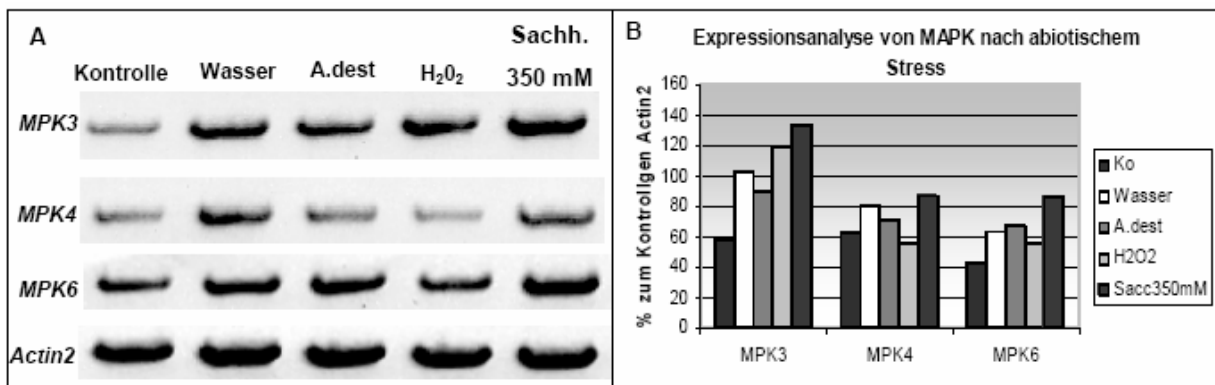 A
Sachh.
Kontrolle Wasser A.dest H₂0₂ 350 mM
MPK3
MPK4
MPK6
Actin2
B
Expressionsanalyse von MAPK nach abiotischem
Stress
% zum Kontrollgen Actin2
160
140
120
100
80
60
40
20
0
MPK3 MPK4 MPK6
Ko
Wasser
A.dest
H2O2
Sacc350mM